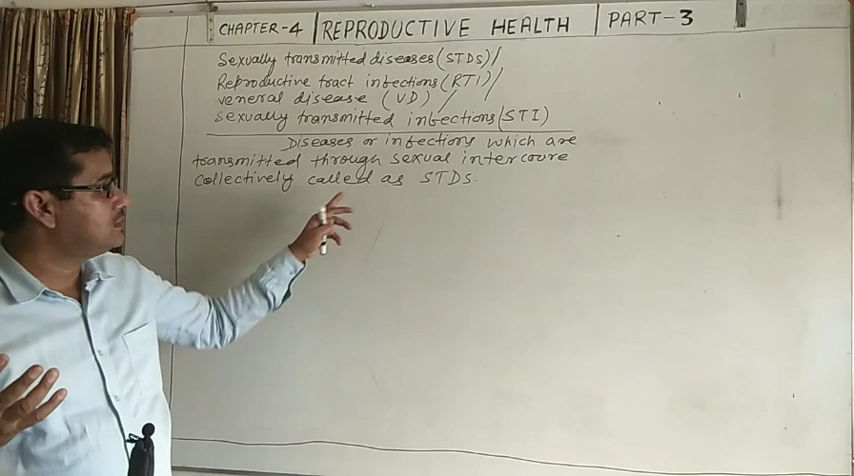 CHAPTER-4 | REPRODUCTIVE HEALTH | PART-3
Sexually transmitted diseases (STDs)/
Reproductive tract infections (RTI)/
veneral disease (VD) /
Sexually transmitted infections (STI)
Diseases or infections which are
transmitted through sexual intercoure
collectively called as STDs.